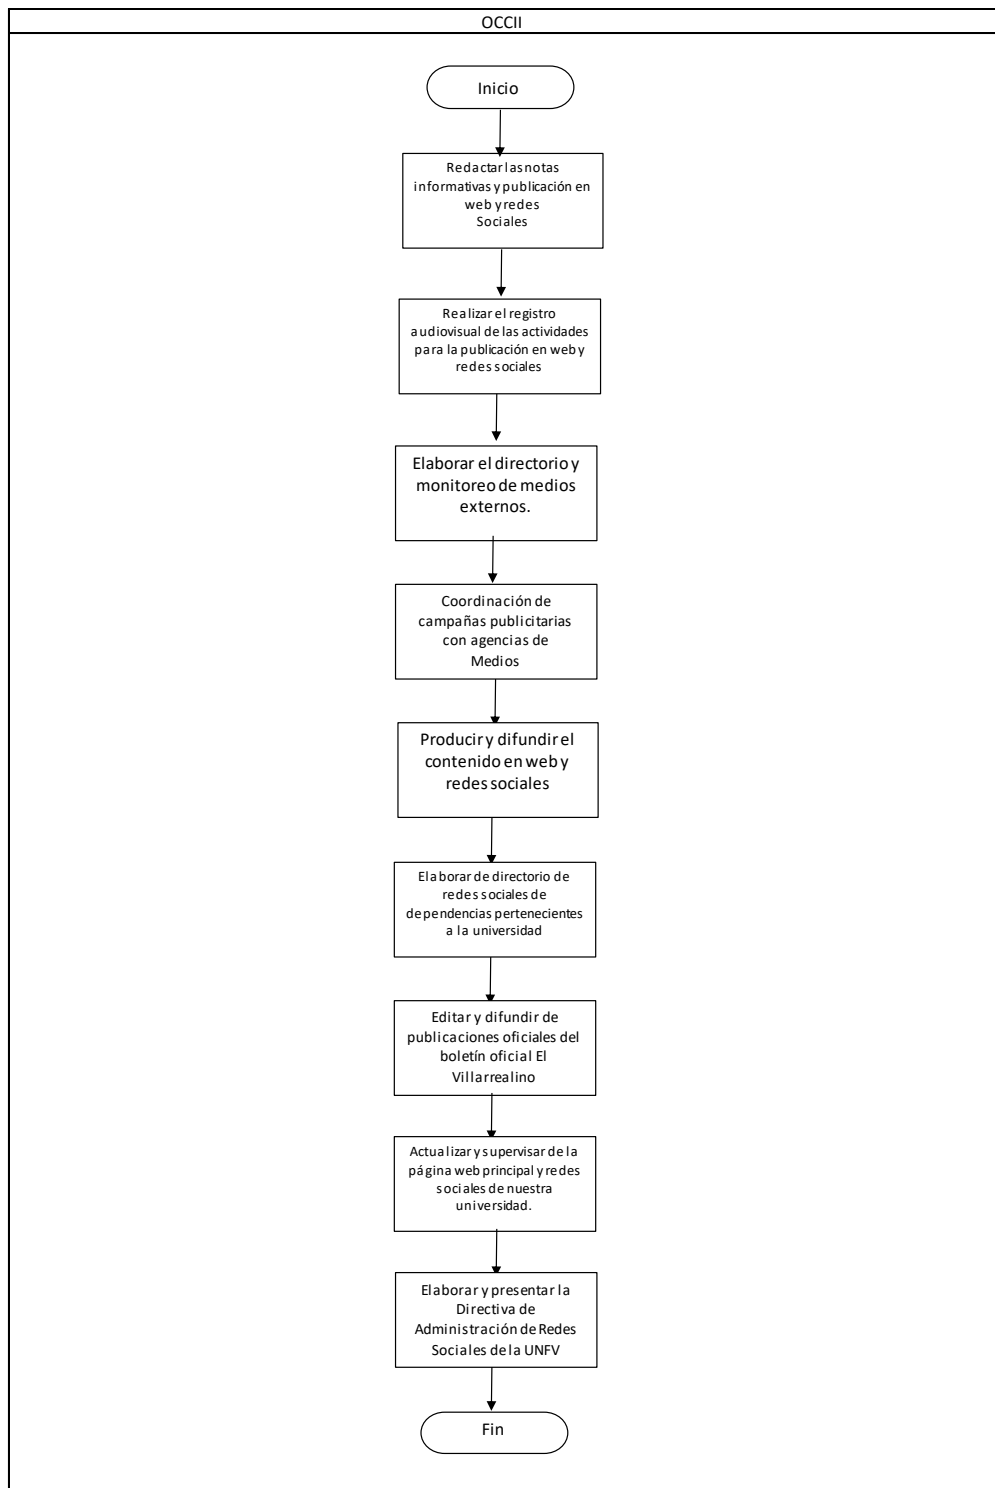 OCCII
Inicio
Redactar las notas
informativas y publicación en
web y redes
Sociales
Realizar el registro
audiovisual de las actividades
para la publicación en web y
redes sociales
Elaborar el directorio y
monitoreo de medios
externos.
Coordinación de
campañas publicitarias
con agencias de
Medios
Producir y difundir el
contenido en web y
redes sociales
Elaborar de directorio de
redes sociales de
dependencias pertenecientes
a la universidad
Editar y difundir de
publicaciones oficiales del
boletín oficial El
Villarrealino
Actualizar y supervisar de la
página web principal y redes
sociales de nuestra
universidad.
Elaborar y presentar la
Directiva de
Administración de Redes
Sociales de la UNFV
Fin